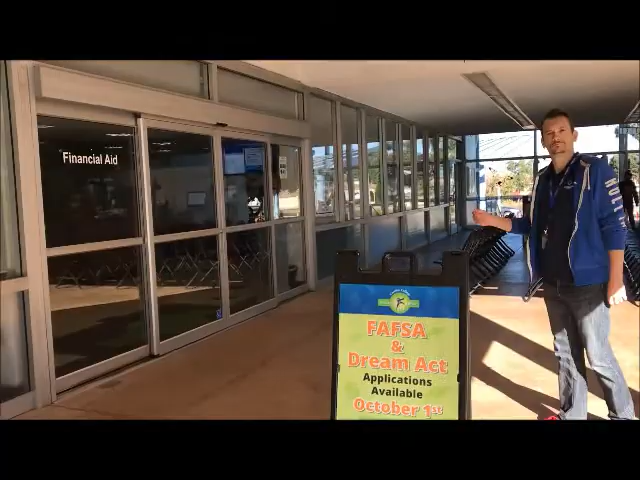 Financial Aid
FAFSA
&
Dream Act
Applications
Available
October 1st